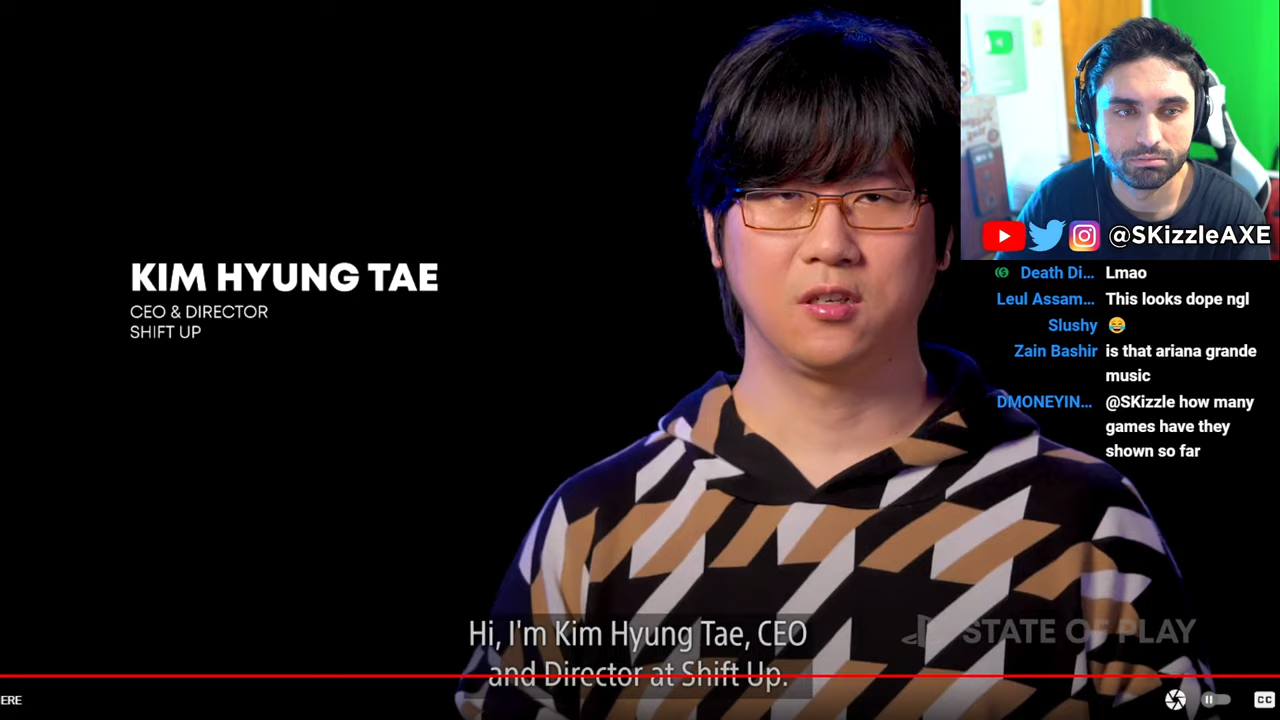 KIM HYUNG TAE
CEO & DIRECTOR
SHIFT UP
Hi, I'm Kim Hyung Tae, CEO
and Director at Shift Up.
STATE OF PLAY
ERE
CC
@SKizzleAXE
Death Di... Lmao
Leul Assam... This looks dope ngl
Slushy 😂
Zain Bashir is that ariana grande
music
DMONEYIN... @SKizzle how many
games have they
shown so far